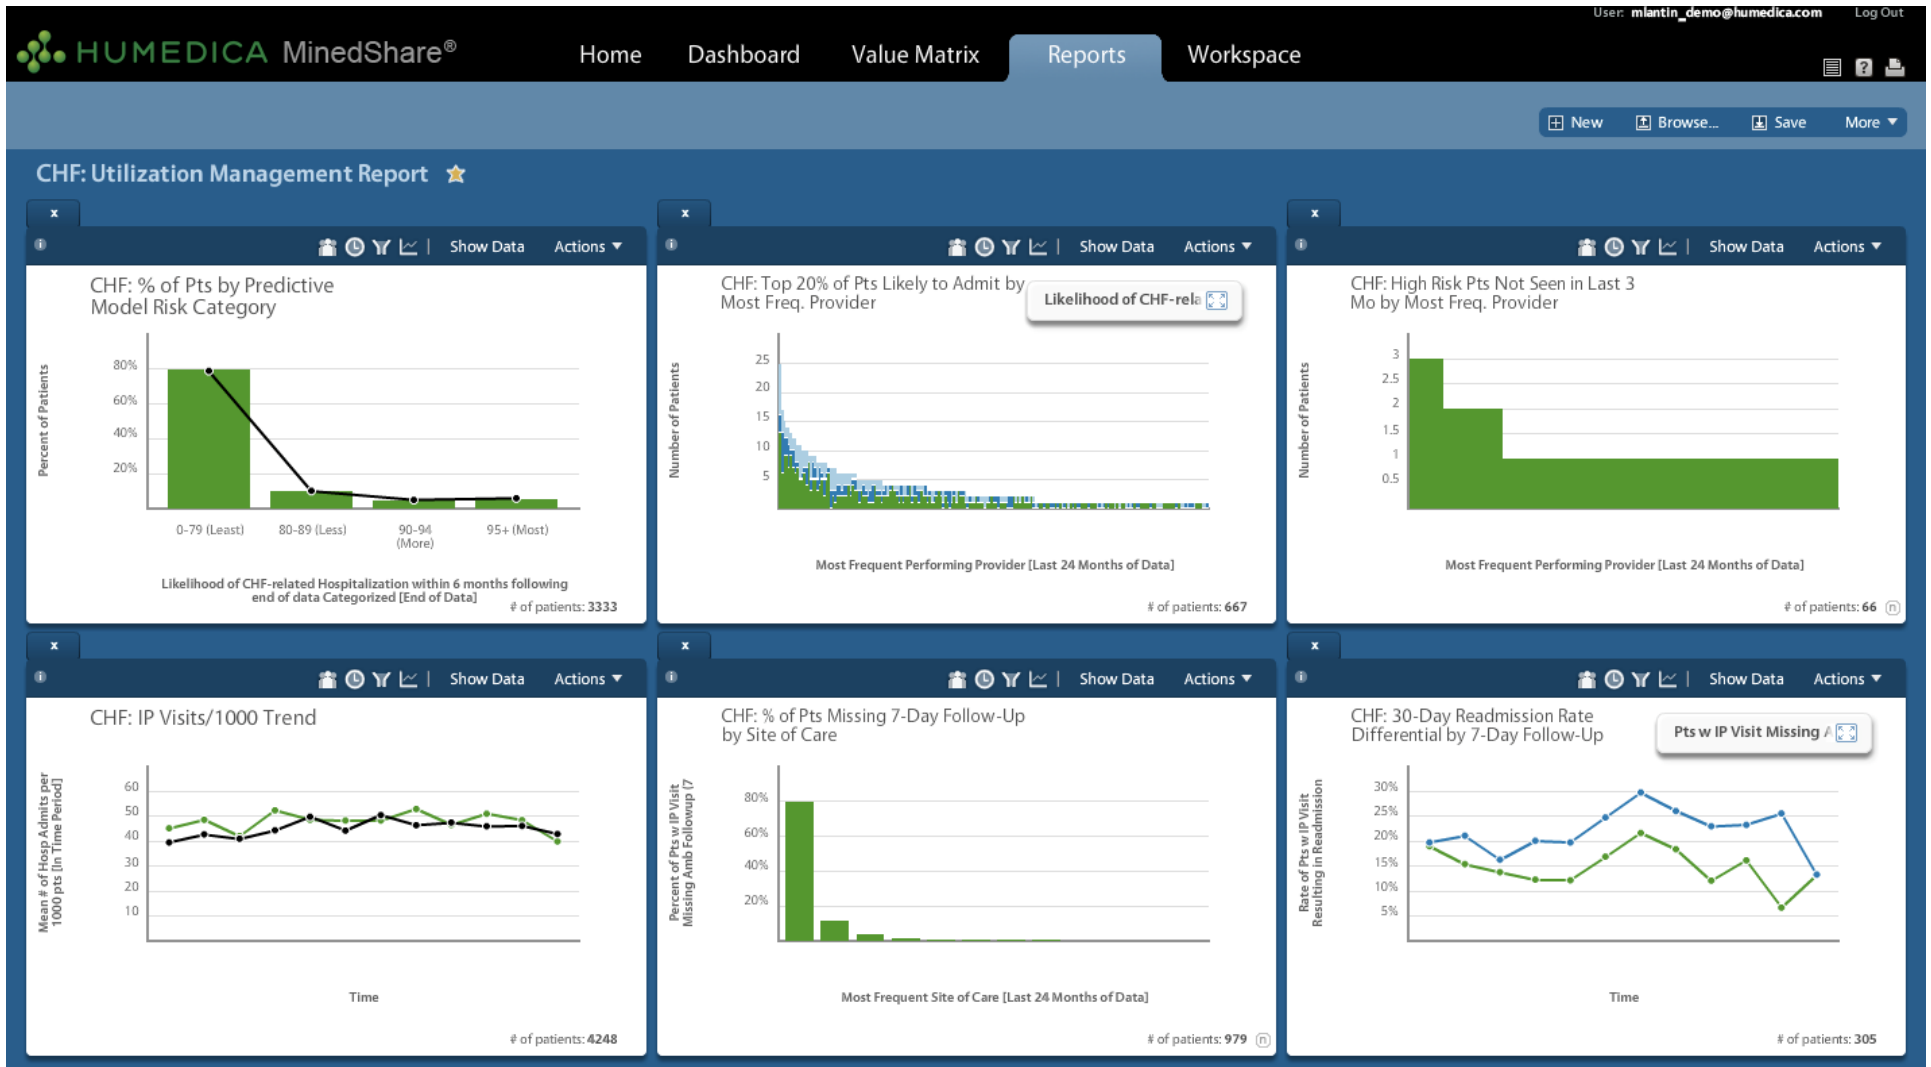 User: mlantin_demo@humedica.com Log Out
HUMEDICA MinedShare®
Home Dashboard Value Matrix Reports Workspace
New Browse... Save More
CHF: Utilization Management Report
x
Show Data Actions
CHF: % of Pts by Predictive
Model Risk Category
Percent of Patients
80%
60%
40%
20%
0-79 (Least) 80-89 (Less) 90-94
(More) 95+ (Most)
Likelihood of CHF-related Hospitalization within 6 months following
end of data Categorized [End of Data]
# of patients: 3333
x
Show Data Actions
CHF: Top 20% of Pts Likely to Admit by
Most Freq. Provider
Likelihood of CHF-rela
Number of Patients
25
20
15
10
5
Most Frequent Performing Provider [Last 24 Months of Data]
# of patients: 667
x
Show Data Actions
CHF: High Risk Pts Not Seen in Last 3
Mo by Most Freq. Provider
Number of Patients
3
2.5
2
1.5
1
0.5
Most Frequent Performing Provider [Last 24 Months of Data]
# of patients: 66 n
x
Show Data Actions
CHF: IP Visits/1000 Trend
Mean # of Hosp Admits per
1000 pts [In Time Period]
60
50
40
30
20
10
Time
# of patients: 4248
x
Show Data Actions
CHF: % of Pts Missing 7-Day Follow-Up
by Site of Care
Percent of Pts w IP Visit
Missing Amb Followup (7
80%
60%
40%
20%
Most Frequent Site of Care [Last 24 Months of Data]
# of patients: 979 n
x
Show Data Actions
CHF: 30-Day Readmission Rate
Differential by 7-Day Follow-Up
Pts w IP Visit Missing A
Rate of Pts w IP Visit
Resulting in Readmission
30%
25%
20%
15%
10%
5%
Time
# of patients: 305